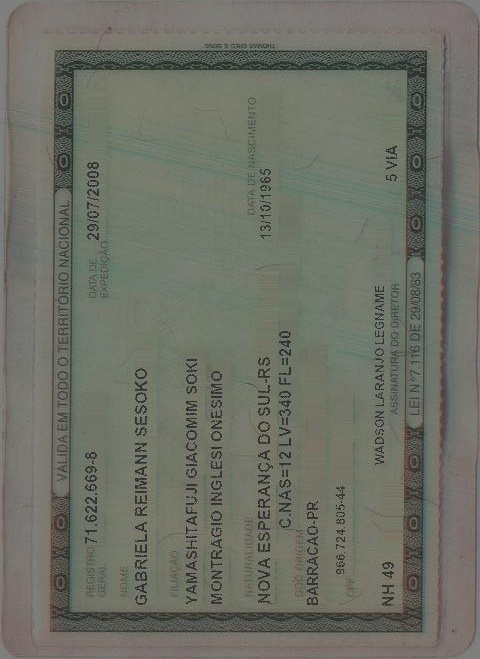 VÁLIDA EM TODO O TERRITÓRIO NACIONAL
REGISTRO GERAL 71.622.669-8 DATA DE EXPEDIÇÃO 29/07/2008
NOME
GABRIELA REIMANN SESOKO
FILIAÇÃO
YAMASHITAFUJI GIACOMIM SOKI
MONTRAGIO INGLESI ONESIMO
NATURALIDADE DATA DE NASCIMENTO
NOVA ESPERANÇA DO SUL-RS 13/10/1965
DOC ORIGEM C.NAS=12 LV=340 FL=240
BARRACAO-PR
CPF 966.724.805-44
NH 49 WADSON LARANJO LEGNAME 5 VIA
ASSINATURA DO DIRETOR
LEI Nº 7.116 DE 29/08/83
THOMAS GREG & SONS